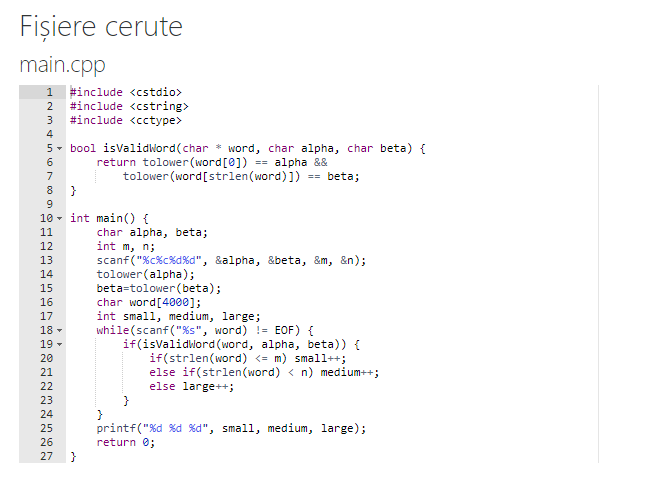 Fișiere cerute
main.cpp
1 #include <cstdio>
2 #include <cstring>
3 #include <cctype>
4
5 bool isValidWord(char * word, char alpha, char beta) {
6     return tolower(word[0]) == alpha &&
7         tolower(word[strlen(word)]) == beta;
8 }
9
10 int main() {
11     char alpha, beta;
12     int m, n;
13     scanf("%c%c%d%d", &alpha, &beta, &m, &n);
14     tolower(alpha);
15     beta=tolower(beta);
16     char word[4000];
17     int small, medium, large;
18     while(scanf("%s", word) != EOF) {
19         if(isValidWord(word, alpha, beta)) {
20             if(strlen(word) <= m) small++;
21             else if(strlen(word) < n) medium++;
22             else large++;
23         }
24     }
25     printf("%d %d %d", small, medium, large);
26     return 0;
27 }